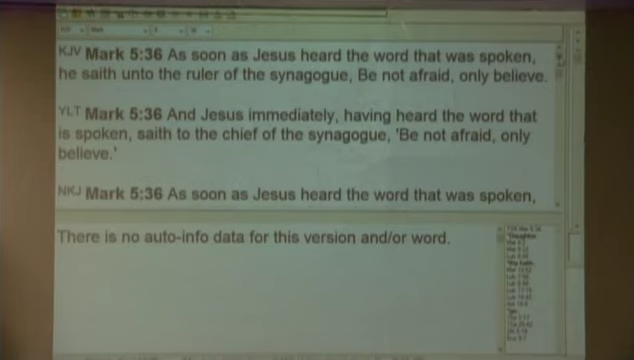 KJV Mark 5:36 As soon as Jesus heard the word that was spoken,
he saith unto the ruler of the synagogue, Be not afraid, only believe.
YLT Mark 5:36 And Jesus immediately, having heard the word that
is spoken, saith to the chief of the synagogue, 'Be not afraid, only
believe.'
NKJ Mark 5:36 As soon as Jesus heard the word that was spoken,
There is no auto-info data for this version and/or word.